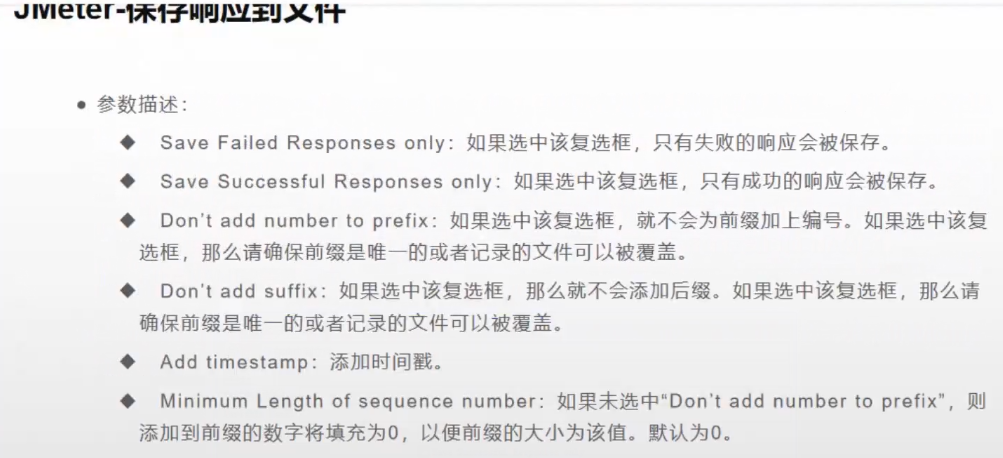 JMeter-保存响应到文件
● 参数描述：
◆ Save Failed Responses only：如果选中该复选框，只有失败的响应会被保存。
◆ Save Successful Responses only：如果选中该复选框，只有成功的响应会被保存。
◆ Don't add number to prefix：如果选中该复选框，就不会为前缀加上编号。如果选中该复
选框，那么请确保前缀是唯一的或者记录的文件可以被覆盖。
◆ Don't add suffix：如果选中该复选框，那么就不会添加后缀。如果选中该复选框，那么请
确保前缀是唯一的或者记录的文件可以被覆盖。
◆ Add timestamp：添加时间戳。
◆ Minimum Length of sequence number：如果未选中“Don't add number to prefix”，则
添加到前缀的数字将填充为0，以便前缀的大小为该值。默认为0。